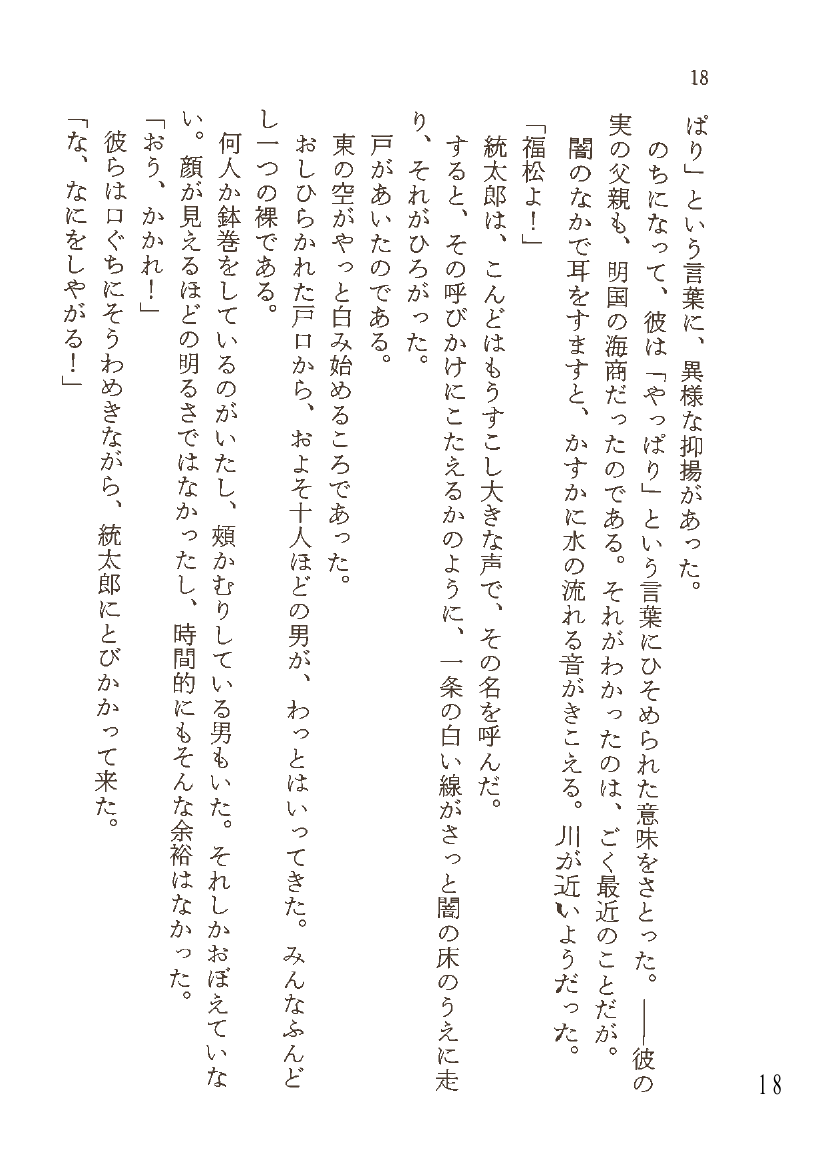 18
ぱり」という言葉に、異様な抑揚があった。
のちになって、彼は「やっぱり」という言葉にひそめられた意味をさとった。――彼の
実の父親も、明国の海商だったのである。それがわかったのは、ごく最近のことだが。
闇のなかで耳をすますと、かすかに水の流れる音がきこえる。川が近いようだった。
「福松よ！」
統太郎は、こんどはもうすこし大きな声で、その名を呼んだ。
すると、その呼びかけにこたえるかのように、一条の白い線がさっと闇の床のうえに走
り、それがひろがった。
戸があいたのである。
東の空がやっと白み始めるころであった。
おしひらかれた戸口から、およそ十人ほどの男が、わっとはいってきた。みんなふんど
し一つの裸である。
何人か鉢巻をしているのがいたし、頰かむりしている男もいた。それしかおぼえていな
い。顔が見えるほどの明るさではなかったし、時間的にもそんな余裕はなかった。
「おう、かかれ！」
彼らは口ぐちにそうわめきながら、統太郎にとびかかって来た。
「な、なにをしやがる！」
18